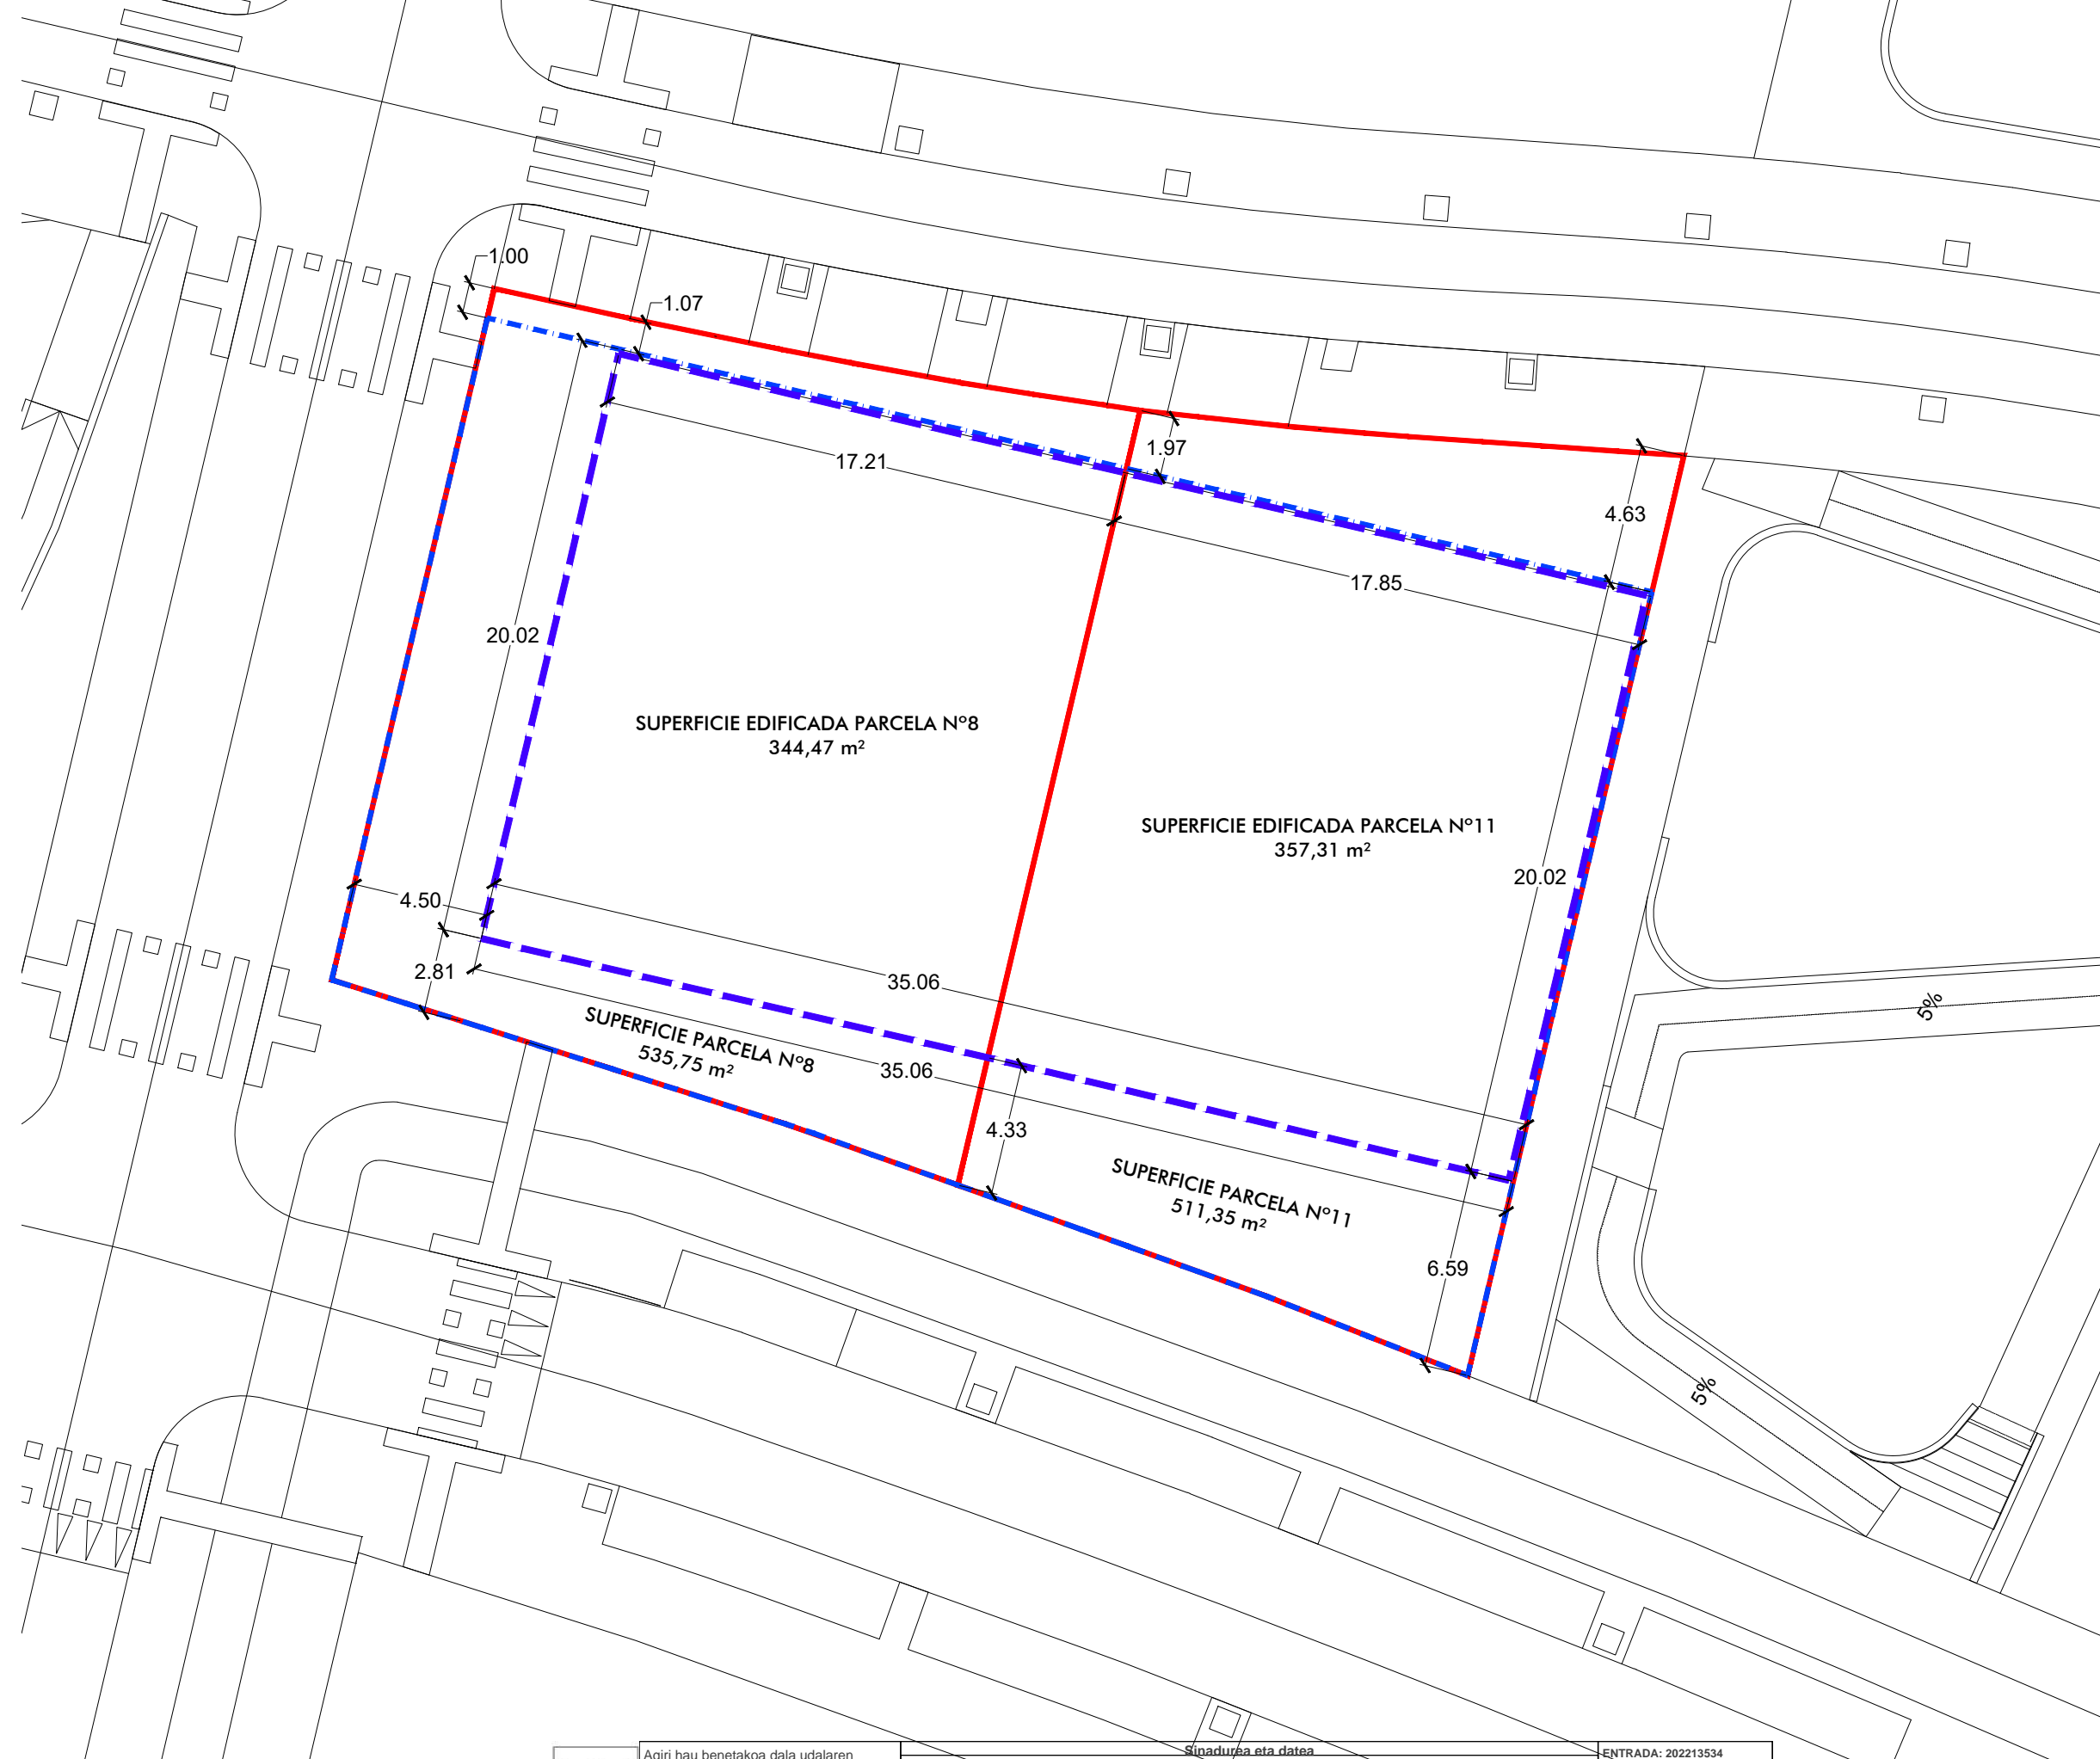 1.00
1.07
1.97
17.21
4.63
17.85
20.02
SUPERFICIE EDIFICADA PARCELA Nº8
344,47 m²
SUPERFICIE EDIFICADA PARCELA Nº11
357,31 m²
20.02
4.50
2.81
35.06
5%
SUPERFICIE PARCELA Nº8
535,75 m²
35.06
4.33
SUPERFICIE PARCELA Nº11
511,35 m²
6.59
5%
Agiri hau benetakoa dala udalaren
Sinadurea eta datea
ENTRADA: 202213534